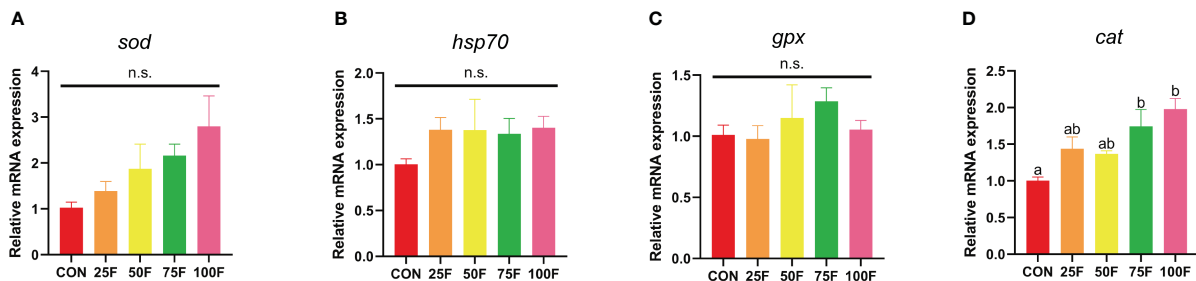 A
sod
Relative mRNA expression
n.s.
4
3
2
1
0
CON 25F 50F 75F 100F
B
hsp70
Relative mRNA expression
n.s.
2.0
1.5
1.0
0.5
0.0
CON 25F 50F 75F 100F
C
gpx
Relative mRNA expression
n.s.
1.5
1.0
0.5
0.0
CON 25F 50F 75F 100F
D
cat
Relative mRNA expression
2.5
2.0
1.5
1.0
0.5
0.0
a ab ab b b
CON 25F 50F 75F 100F